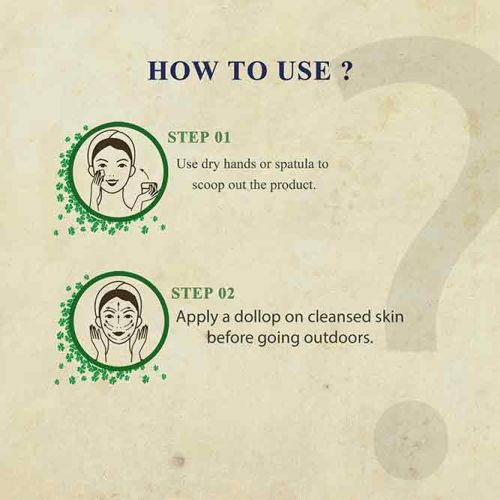 HOW TO USE ?
STEP 01
Use dry hands or spatula to
scoop out the product.
STEP 02
Apply a dollop on cleansed skin
before going outdoors.